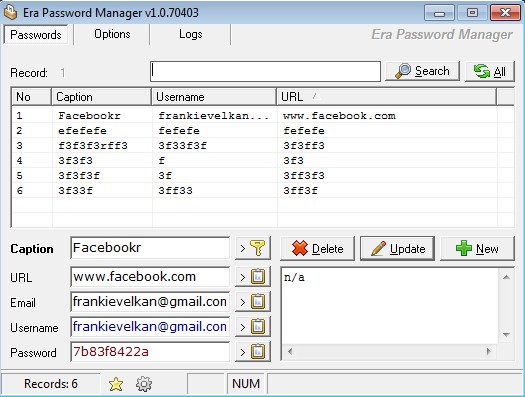 Era Password Manager v1.0.70403
Passwords Options Logs Era Password Manager
Record: 1 Search All
No Caption Username URL
1 Facebookr frankievelkan... www.facebook.com
2 efefefe fefefe fefefe
3 f3f3f3rff3 3f33f3f 3f3ff3
4 3f3f3 f 3f3
5 3f3f3f 3f 3ff3f3
6 3f33f 3ff33 3ff3f
Caption Facebookr > Delete Update New
URL www.facebook.com > n/a
Email frankievelkan@gmail.con >
Username frankievelkan@gmail.con >
Password 7b83f8422a >
Records: 6 NUM